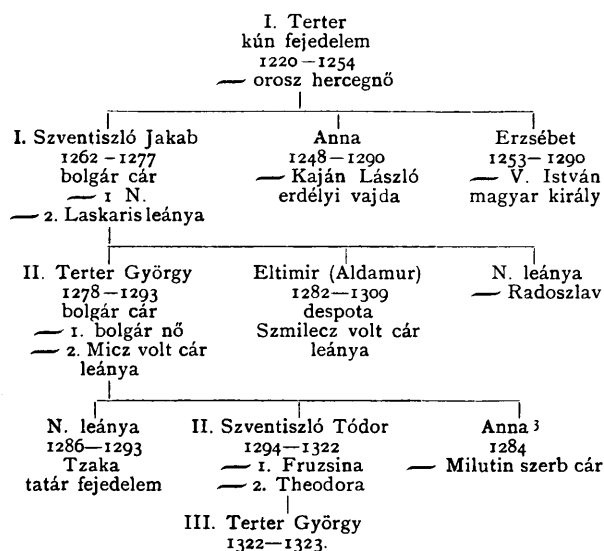 I. Terter
kún fejedelem
1220—1254
— orosz hercegnő
I. Szventiszló Jakab
1262—1277
bolgár cár
— 1 N.
— 2. Laskaris leánya
Anna
1248—1290
— Kaján László
erdélyi vajda
Erzsébet
1253—1290
— V. István
magyar király
II. Terter György
1278—1293
bolgár cár
— 1. bolgár nő
— 2. Micz volt cár
leánya
Eltimir (Aldamur)
1282—1309
despota
Szmilecz volt cár
leánya
N. leánya
— Radoszlav
N. leánya
1286—1293
Tzaka
tatár fejedelem
II. Szventiszló Tódor
1294—1322
— 1. Fruzsina
— 2. Theodora
Anna ³
1284
— Milutin szerb cár
III. Terter György
1322—1323.